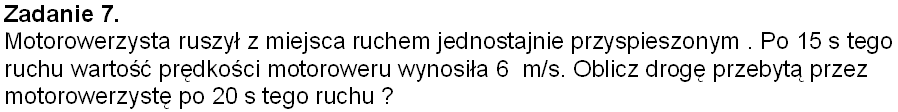 Zadanie 7.
Motorowerzysta ruszył z miejsca ruchem jednostajnie przyspieszonym . Po 15 s tego
ruchu wartość prędkości motoroweru wynosiła 6  m/s. Oblicz drogę przebytą przez
motorowerzystę po 20 s tego ruchu ?